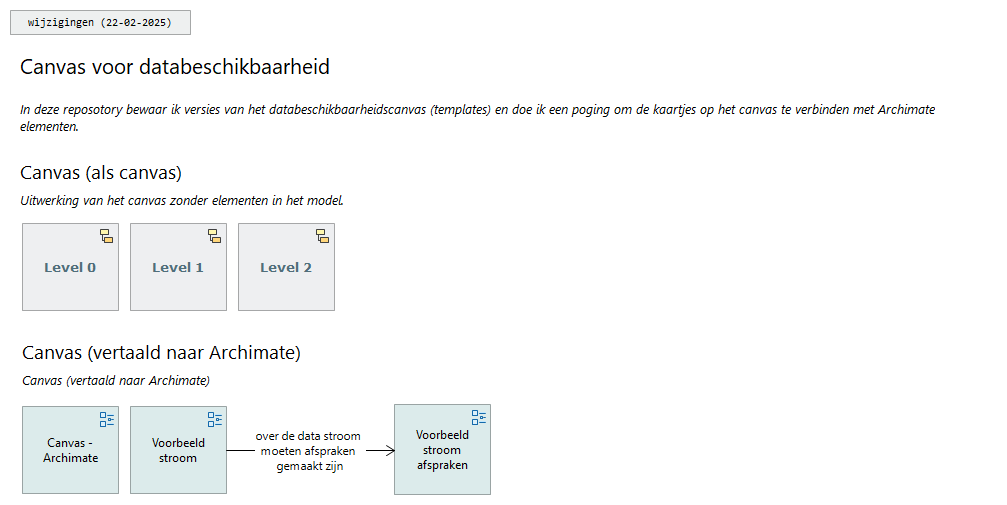 wijzigingen (22-02-2025)
Canvas voor databeschikbaarheid
In deze reposotory bewaar ik versies van het databeschikbaarheidscanvas (templates) en doe ik een poging om de kaartjes op het canvas te verbinden met Archimate
elementen.
Canvas (als canvas)
Uitwerking van het canvas zonder elementen in het model.
Level 0
Level 1
Level 2
Canvas (vertaald naar Archimate)
Canvas (vertaald naar Archimate)
Canvas -
Archimate
Voorbeeld
stroom
over de data stroom
moeten afspraken
gemaakt zijn
Voorbeeld
stroom
afspraken